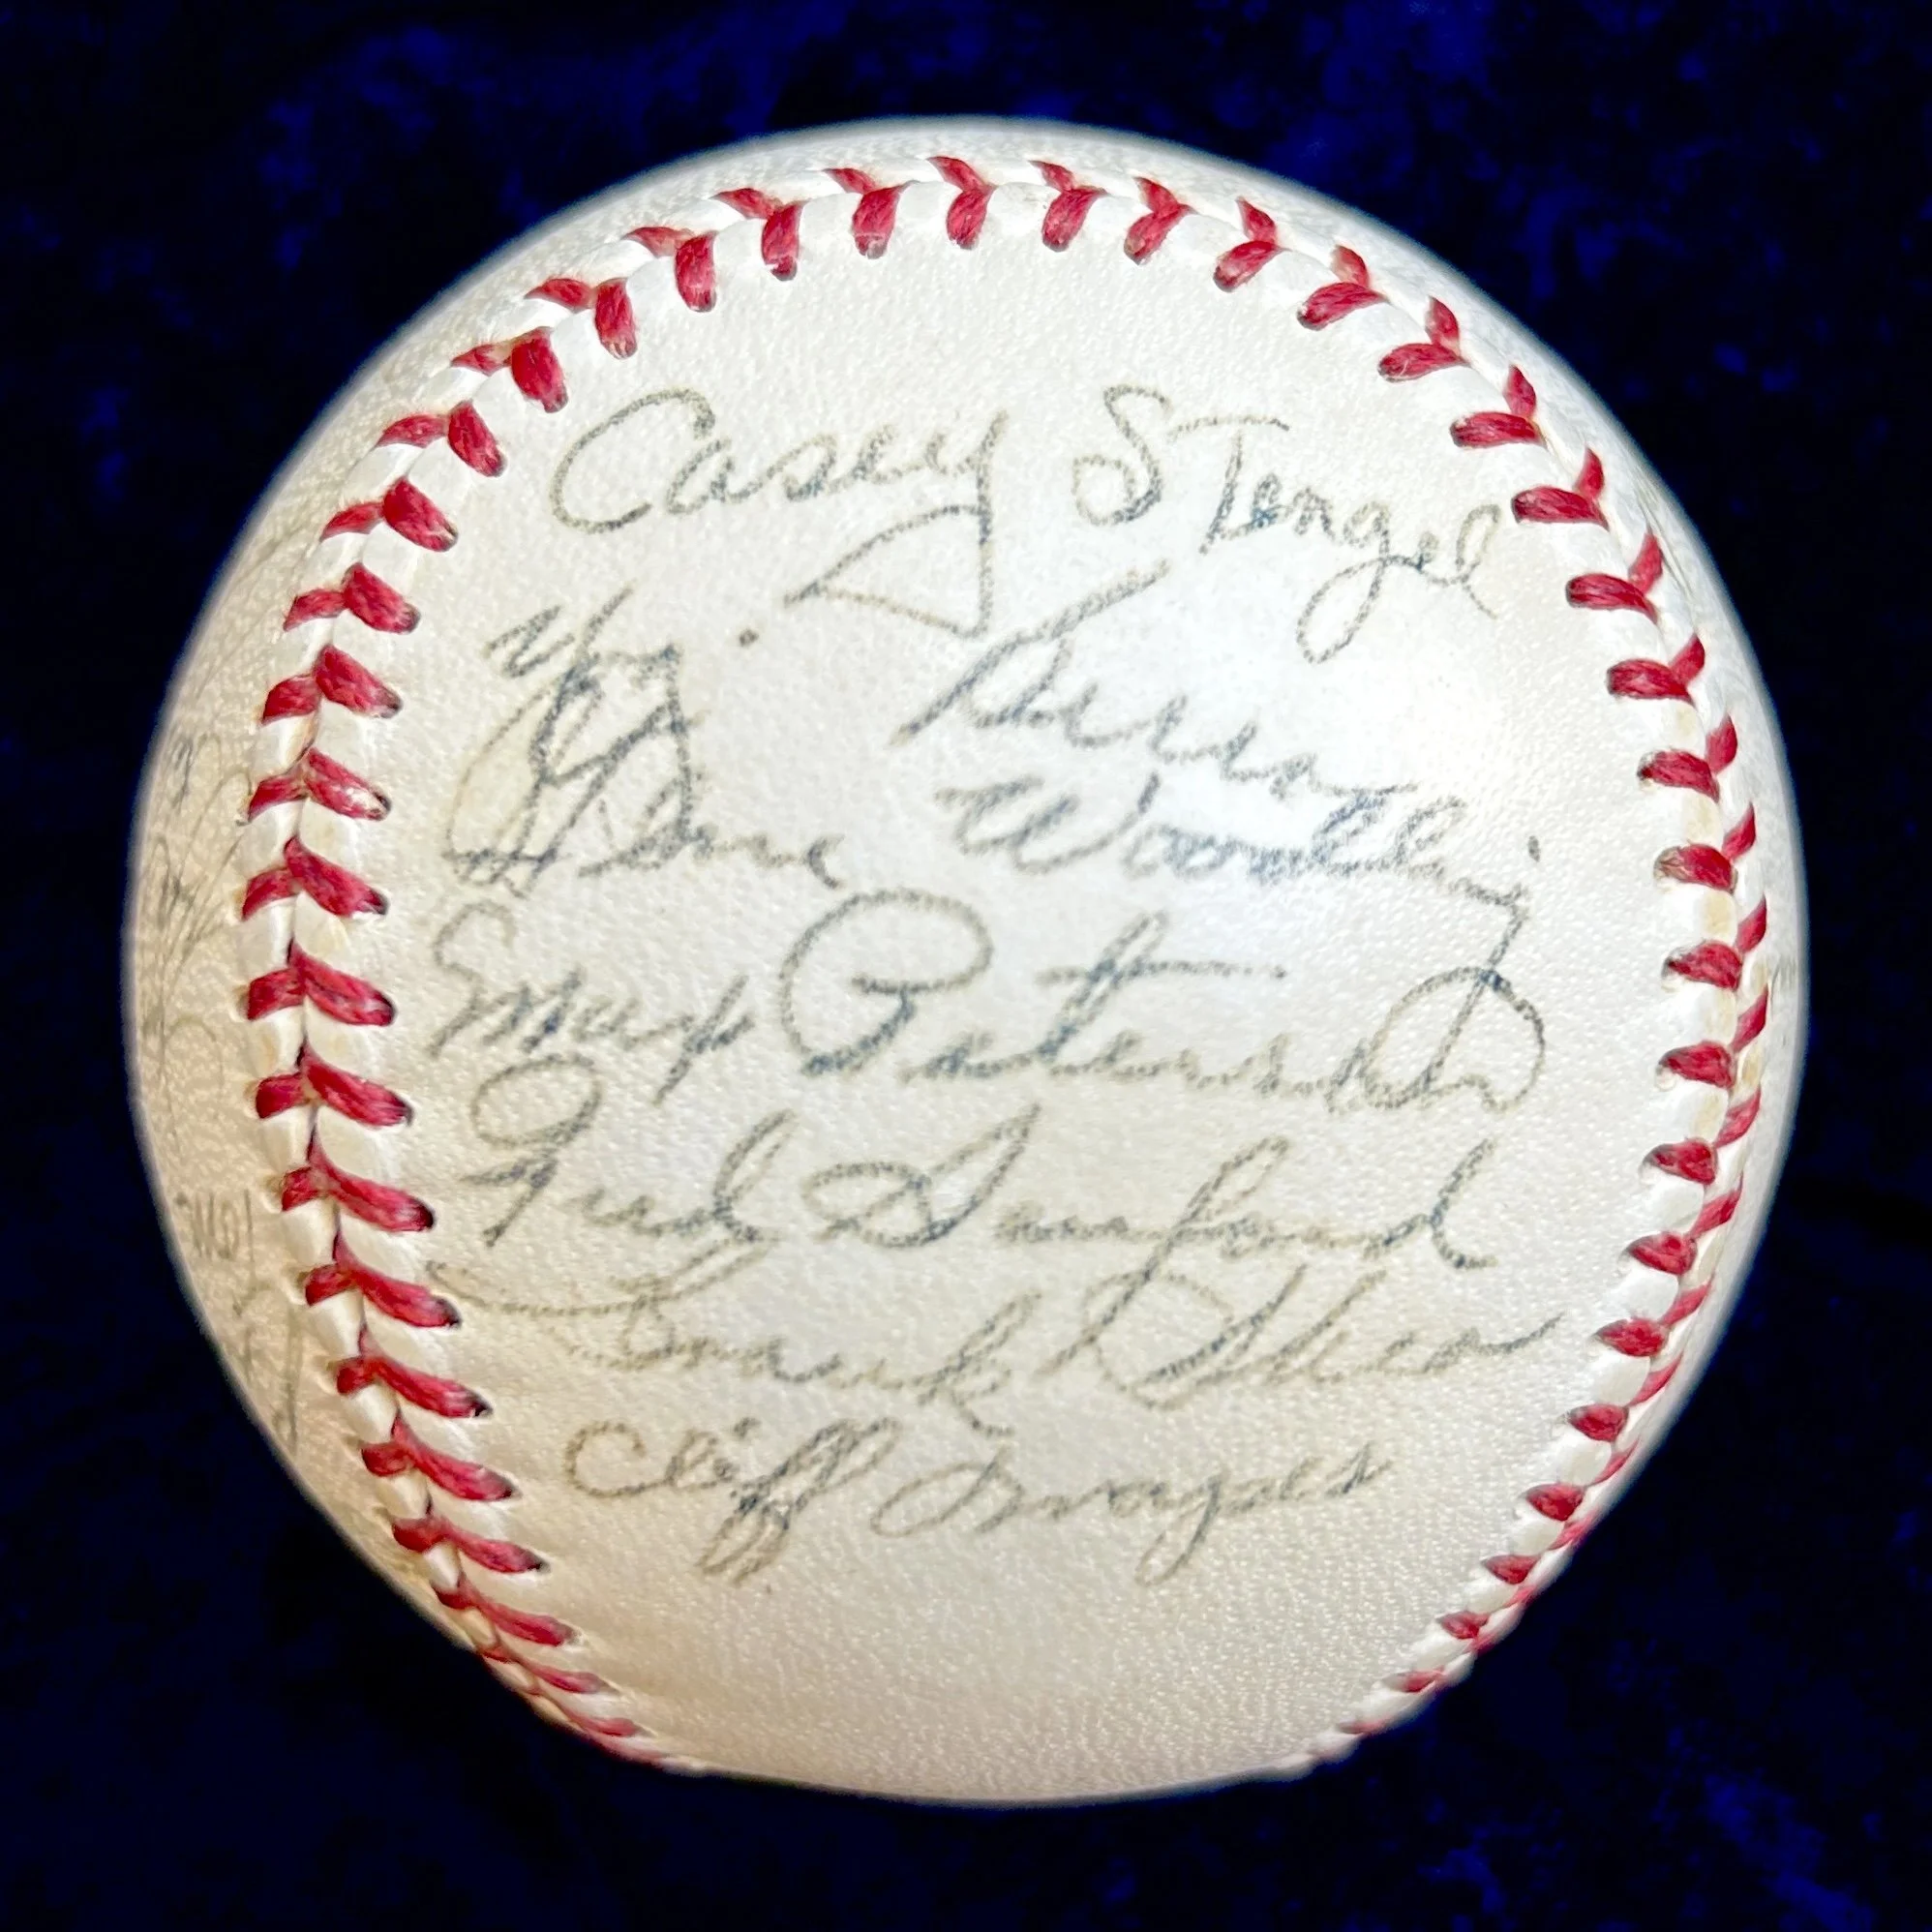 Casey STengel
Yogi Berra
Gene Woodling
Fred Sanford
Frank Shea
Cliff Mapes